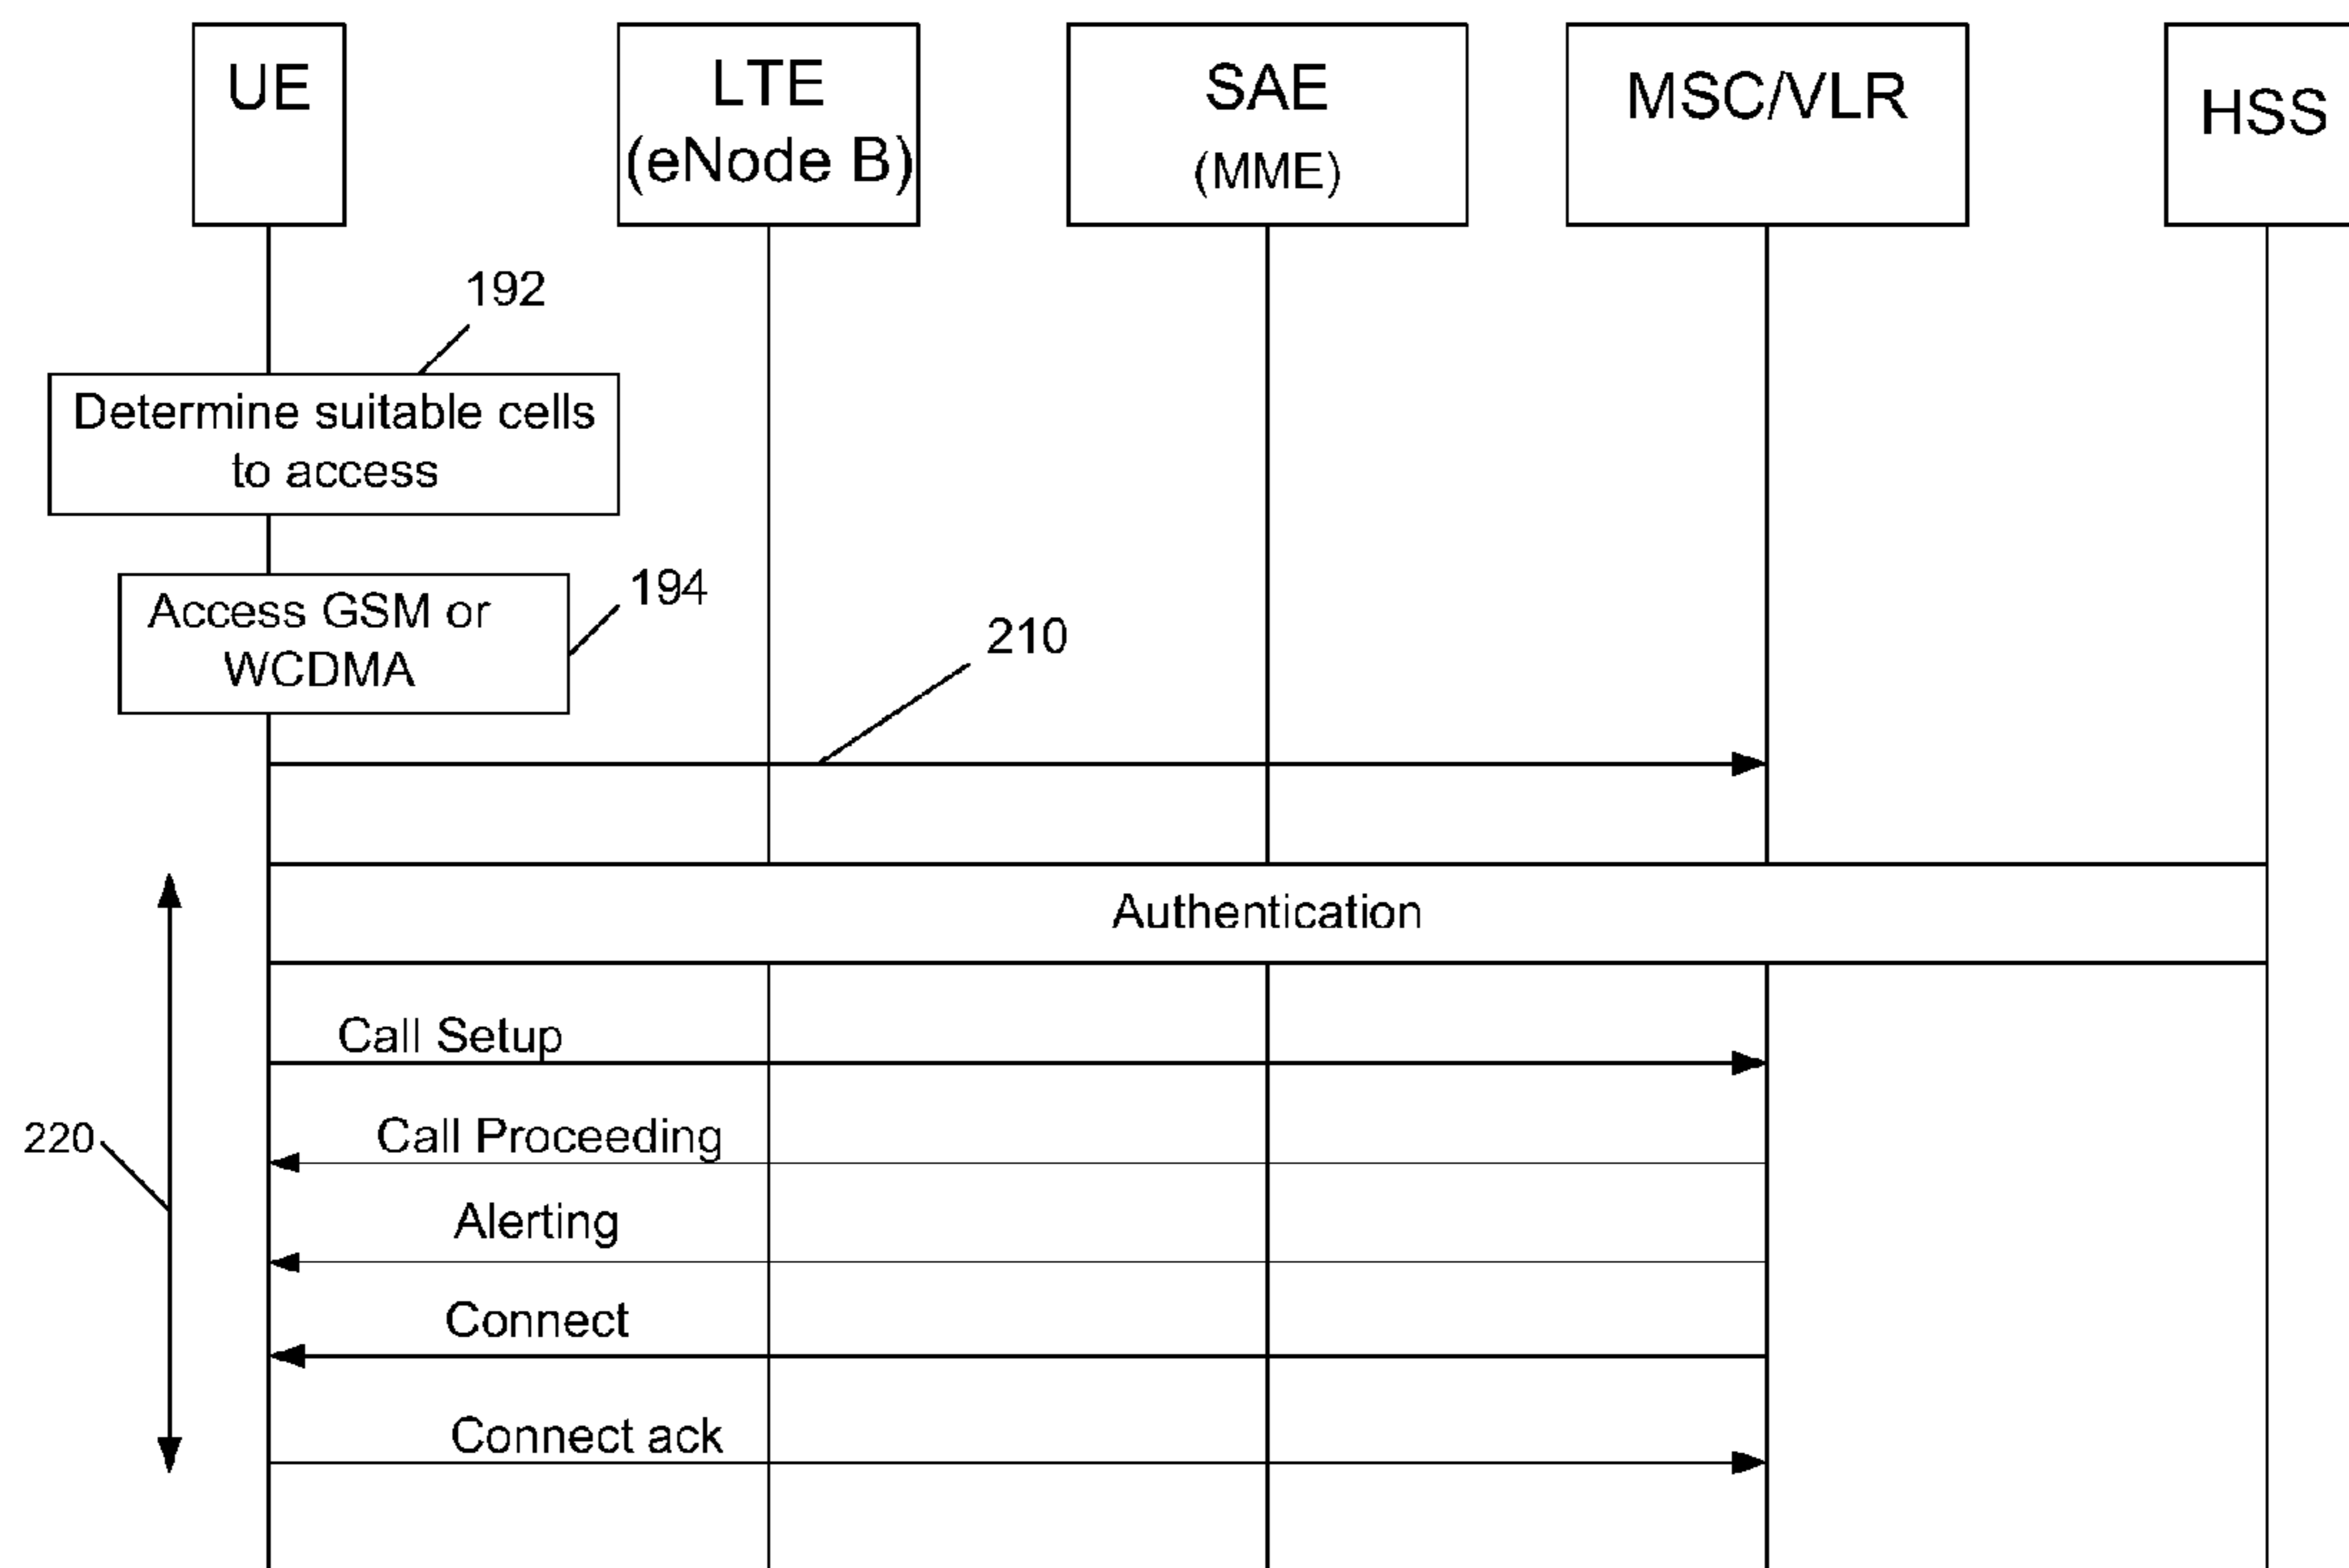 UE
LTE
(eNode B)
SAE
(MME)
MSC/VLR
HSS
192
Determine suitable cells
to access
194
Access GSM or
WCDMA
210
Authentication
Call Setup
220
Call Proceeding
Alerting
Connect
Connect ack